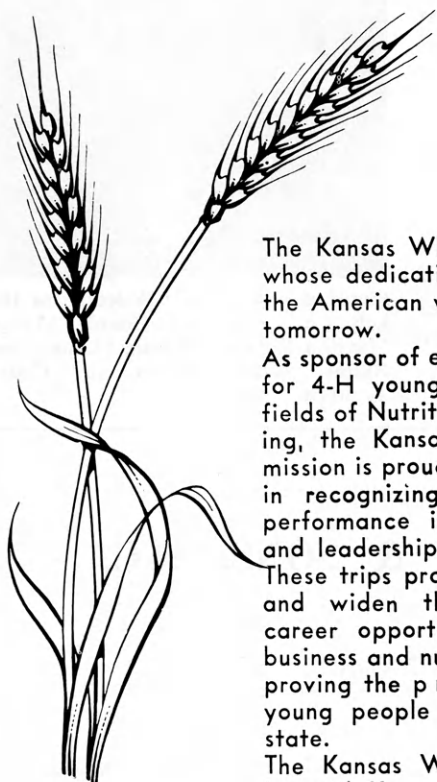 The Kansas W
whose dedicati
the American v
tomorrow.
As sponsor of e
for 4-H young
fields of Nutrit
ing, the Kansa
mission is prou
in recognizing
performance i
and leadership
These trips pro
and widen th
career opport
business and nu
proving the p r
young people
state.
The Kansas W